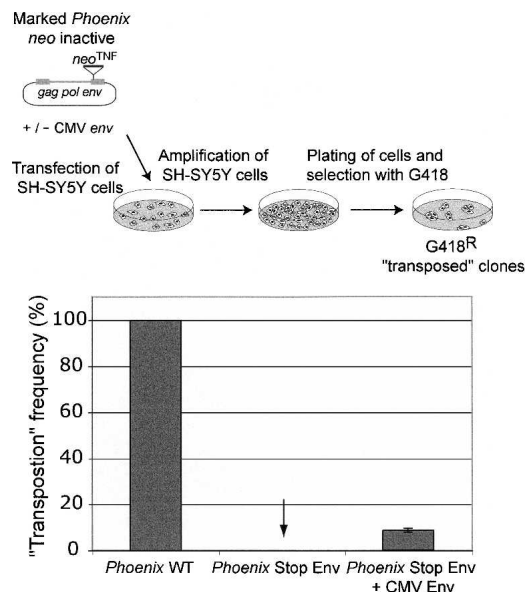 Marked Phoenix
neo inactive
neoTNF
gag pol env
+ / - CMV env
Transfection of
SH-SY5Y cells
Amplification of
SH-SY5Y cells
Plating of cells and
selection with G418
G418R
"transposed" clones
"Transpostion" frequency (%)
100
80
60
40
20
0
Phoenix WT
Phoenix Stop Env
Phoenix Stop Env
+ CMV Env